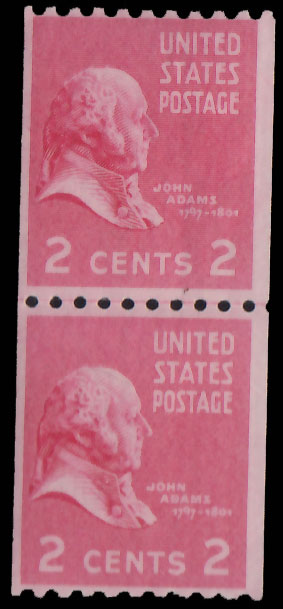 UNITED
STATES
POSTAGE
JOHN
ADAMS
1797-1801
2 CENTS 2
UNITED
STATES
POSTAGE
JOHN
ADAMS
1797-1801
2 CENTS 2